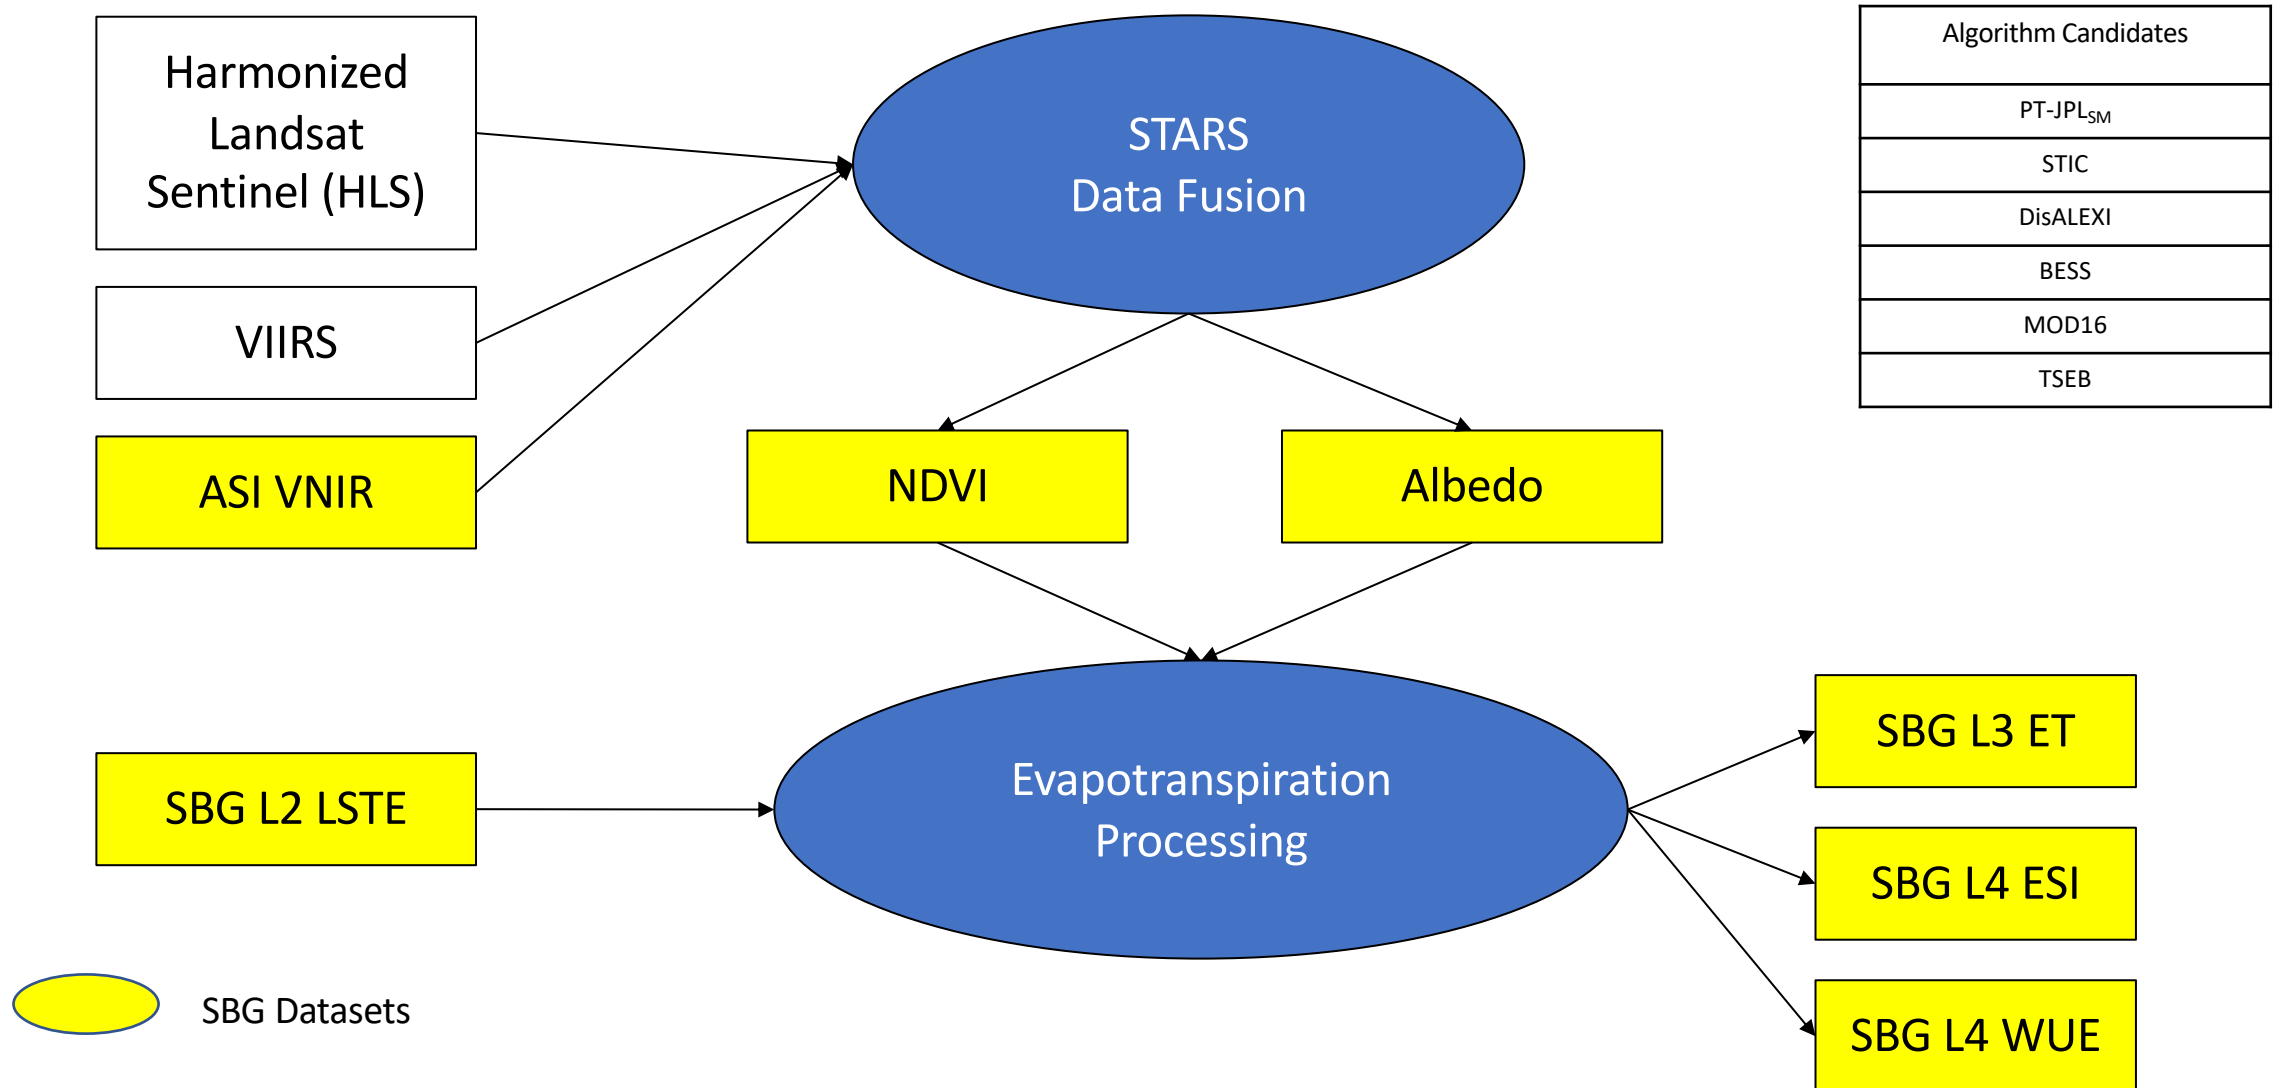 Harmonized
Landsat
Sentinel (HLS)
VIIRS
ASI VNIR
STARS
Data Fusion
NDVI
Albedo
SBG L2 LSTE
Evapotranspiration
Processing
SBG L3 ET
SBG L4 ESI
SBG L4 WUE
SBG Datasets
Algorithm Candidates
PT-JPLSM
STIC
DisALEXI
BESS
MOD16
TSEB